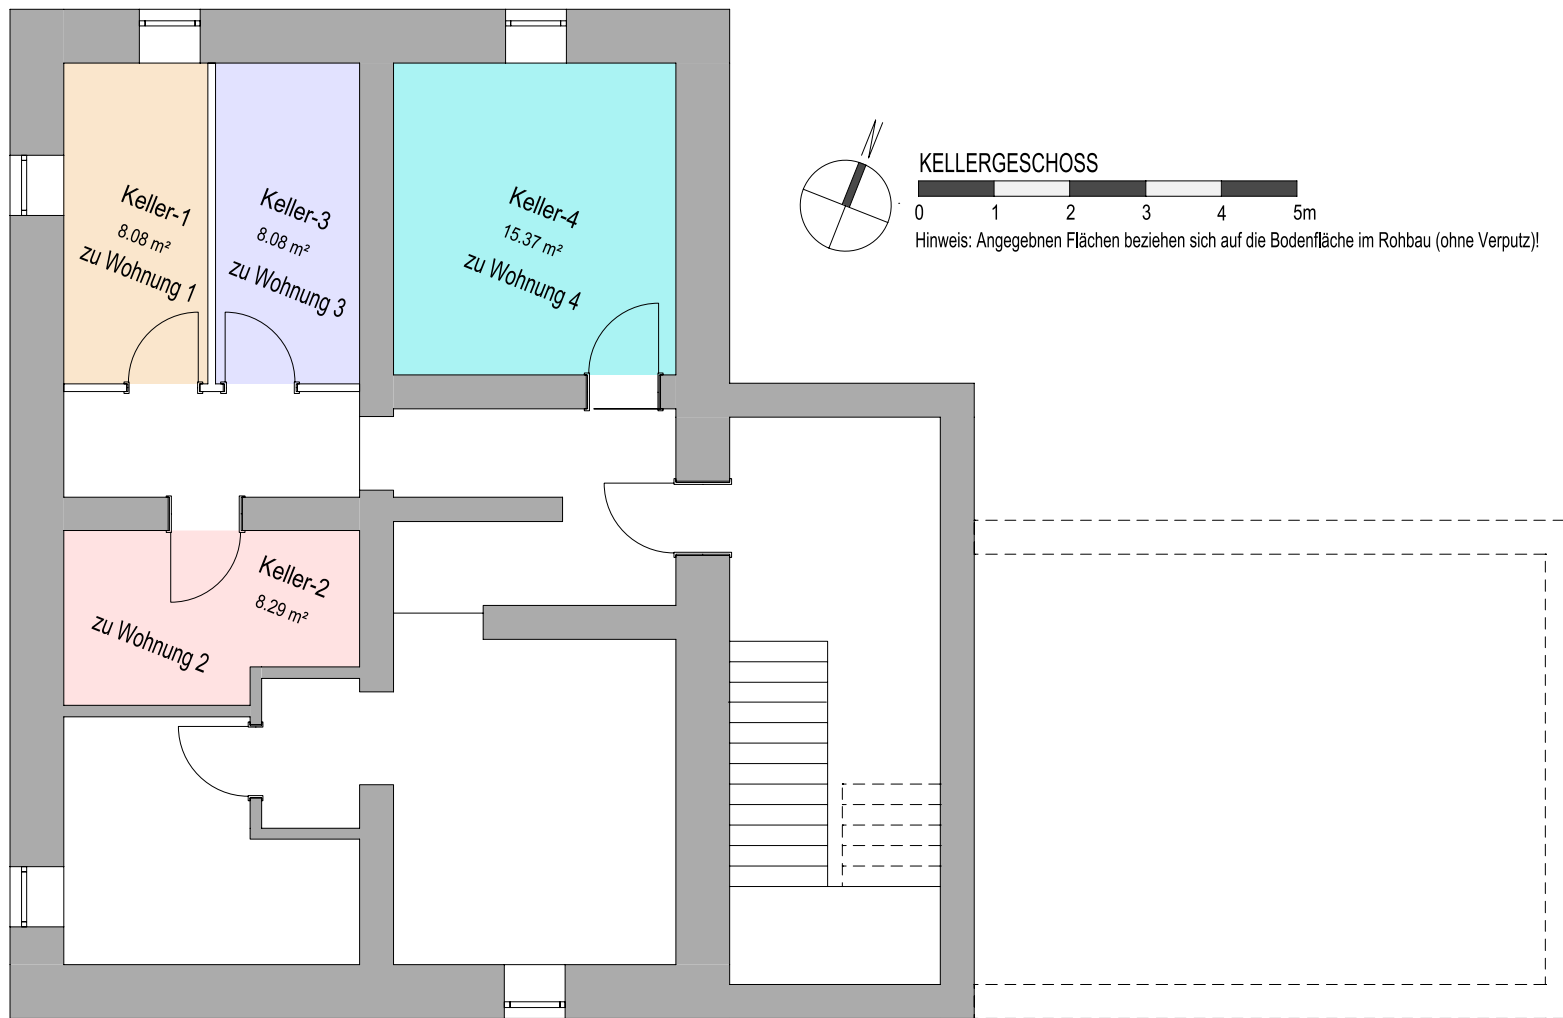 Keller-1
8.08 m²
zu Wohnung 1
Keller-3
8.08 m²
zu Wohnung 3
Keller-4
15.37 m²
zu Wohnung 4
N
KELLERGESCHOSS
0 1 2 3 4 5m
Hinweis: Angegebnen Flächen beziehen sich auf die Bodenfläche im Rohbau (ohne Verputz)!
Keller-2
8.29 m²
zu Wohnung 2